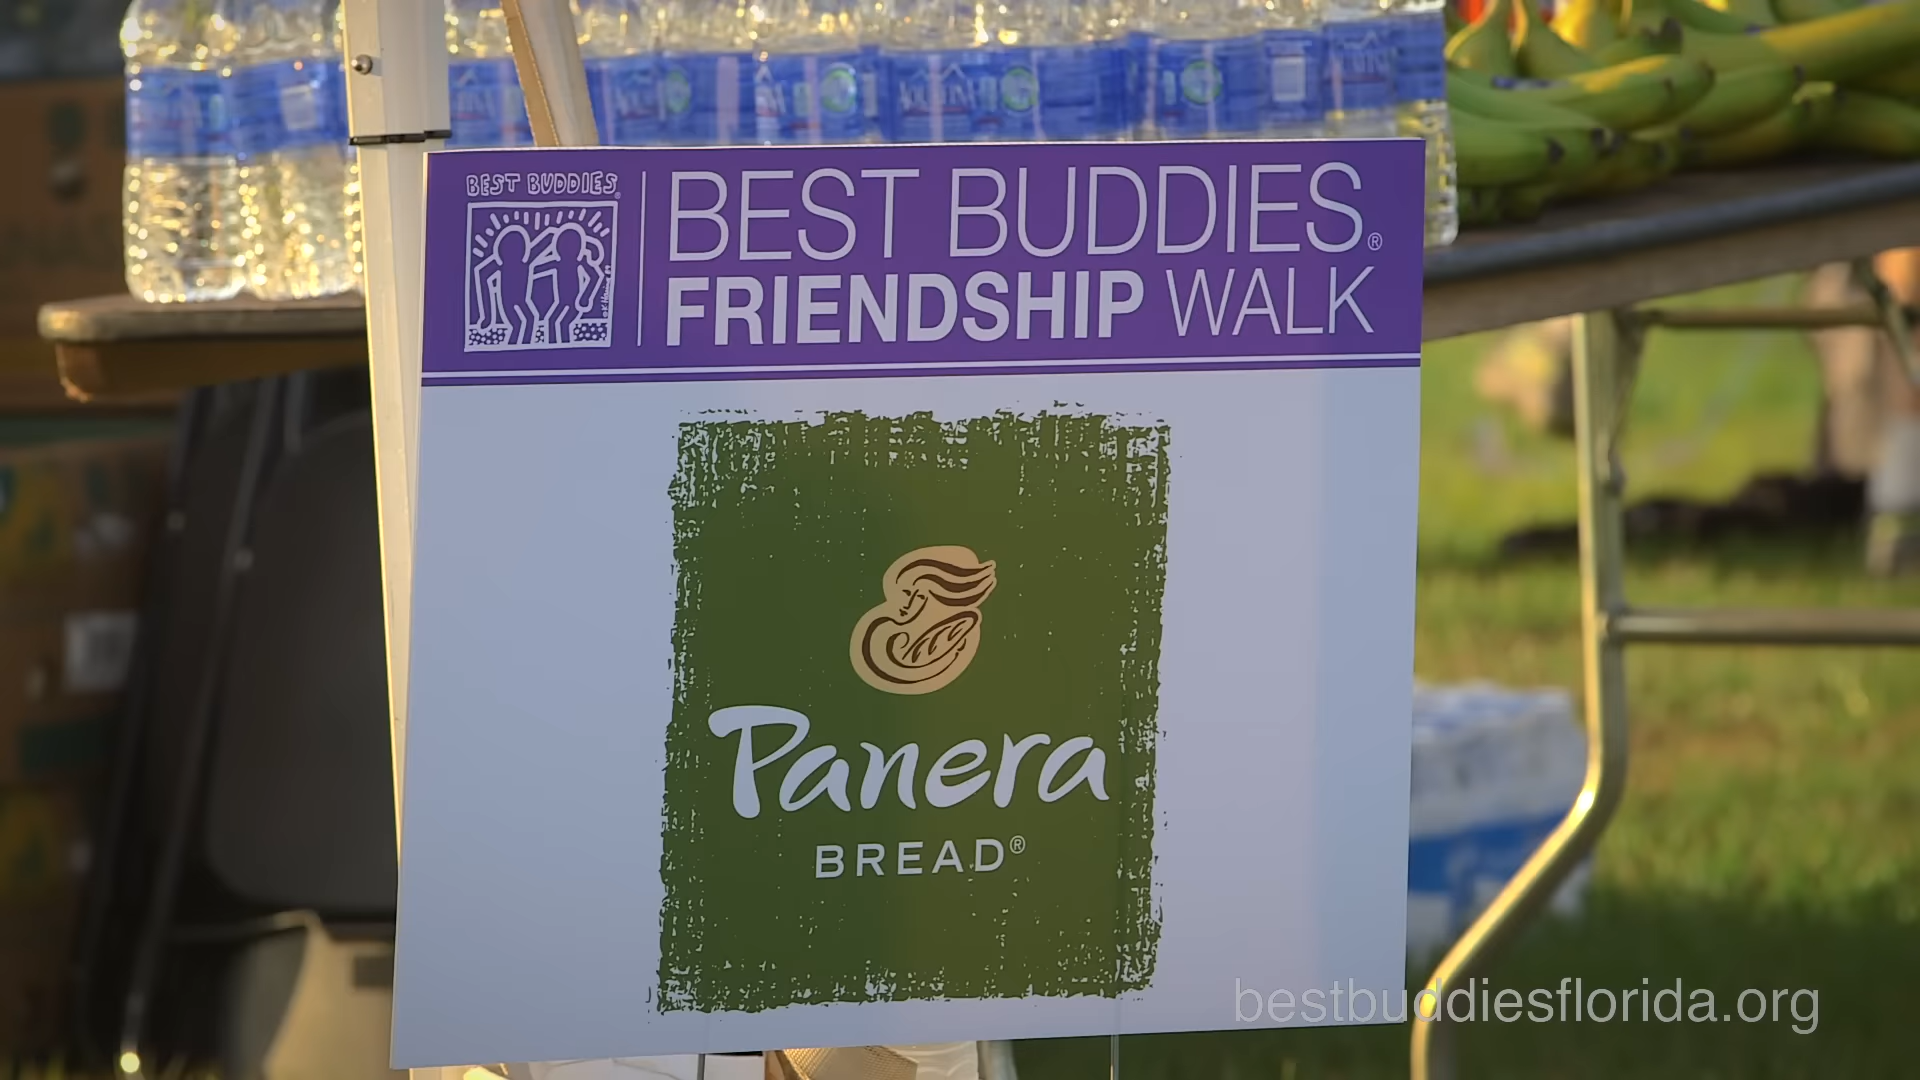 BEST BUDDIES®
BEST BUDDIES®
FRIENDSHIP WALK
Panera
BREAD®
bestbuddiesflorida.org